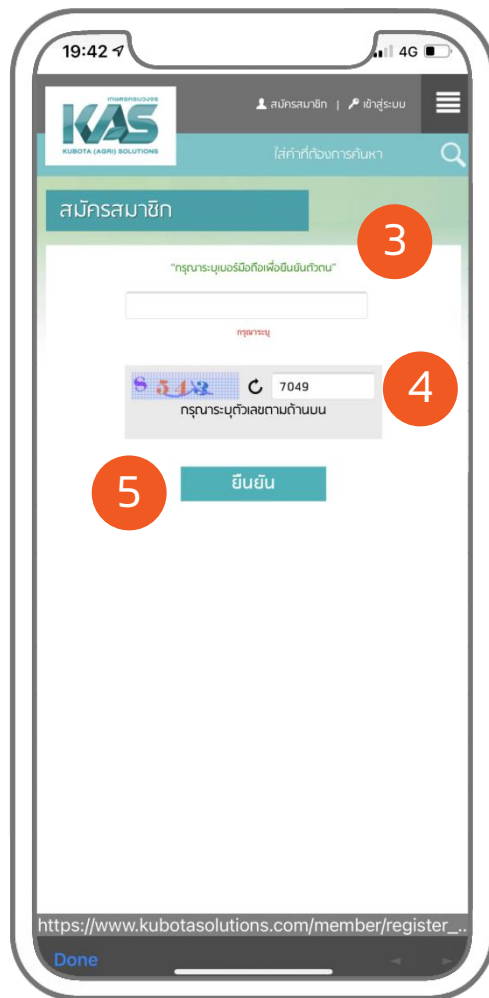 19:42
4G
เกษตรครบวงจร
KAS
KUBOTA (AGRI) SOLUTIONS
สมัครสมาชิก | เข้าสู่ระบบ
ใส่คำที่ต้องการค้นหา
สมัครสมาชิก
3
"กรุณาระบุเบอร์มือถือเพื่อยืนยันตัวตน"
กรุณาระบุ
8 5 4 3
7049
4
กรุณาระบุตัวเลขตามด้านบน
5
ยืนยัน
https://www.kubotasolutions.com/member/register_..
Done